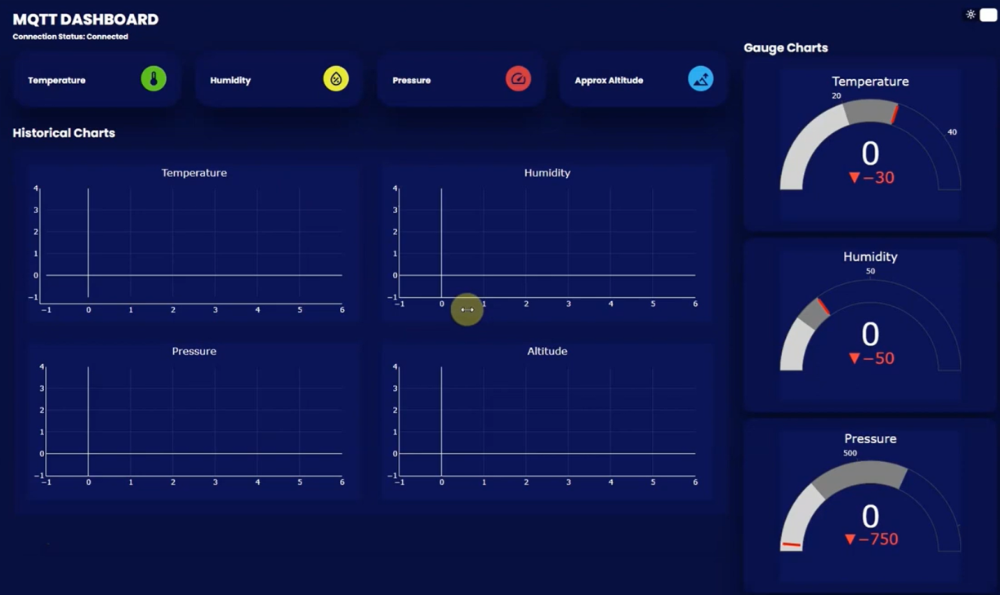 MQTT DASHBOARD
Connection Status: Connected
Temperature
Humidity
Pressure
Approx Altitude
Historical Charts
Temperature
4
3
2
1
0
−1
−1 0 1 2 3 4 5 6
Humidity
4
3
2
1
0
−1
−1 0 1 2 3 4 5 6
Pressure
4
3
2
1
0
−1
−1 0 1 2 3 4 5 6
Altitude
4
3
2
1
0
−1
−1 0 1 2 3 4 5 6
Gauge Charts
Temperature
20
40
0
▼−30
Humidity
50
0
▼−50
Pressure
500
0
▼−750